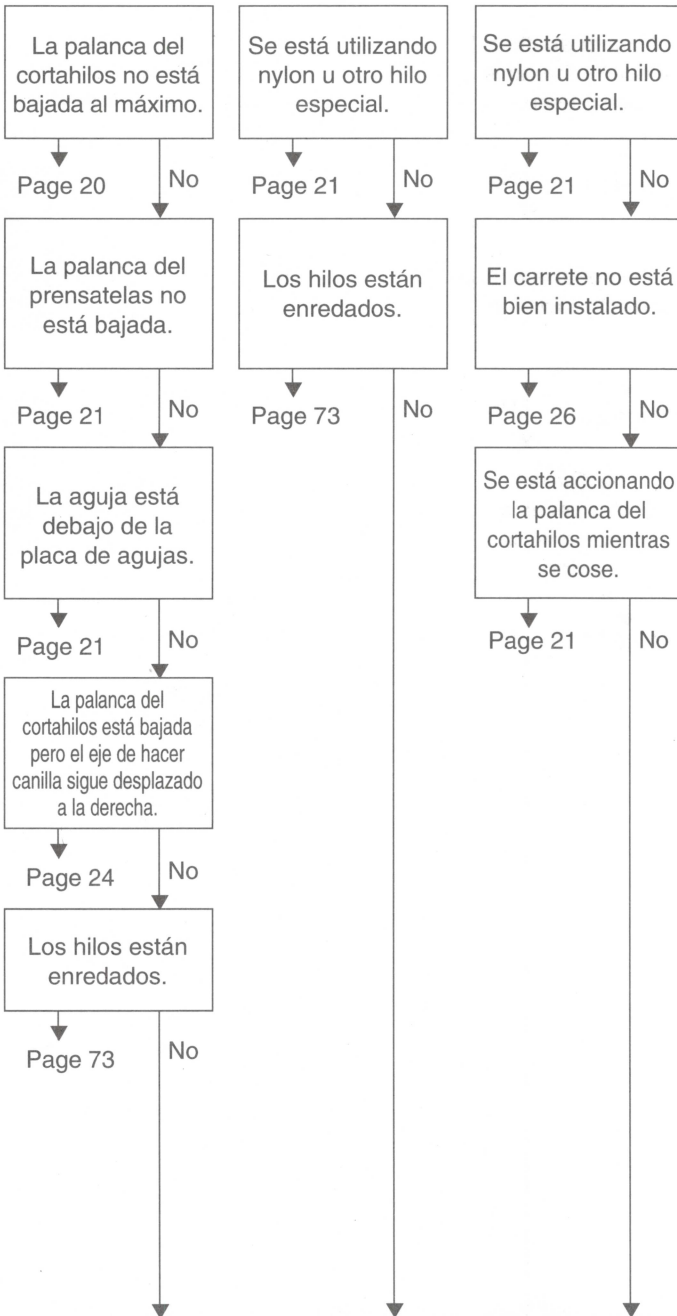 La palanca del
cortahilos no está
bajada al máximo.
Page 20
No
La palanca del
prensatelas no
está bajada.
Page 21
No
La aguja está
debajo de la
placa de agujas.
Page 21
No
La palanca del
cortahilos está bajada
pero el eje de hacer
canilla sigue desplazado
a la derecha.
Page 24
No
Los hilos están
enredados.
Page 73
No
Se está utilizando
nylon u otro hilo
especial.
Page 21
No
Los hilos están
enredados.
Page 73
No
Se está utilizando
nylon u otro hilo
especial.
Page 21
No
El carrete no está
bien instalado.
Page 26
No
Se está accionando
la palanca del
cortahilos mientras
se cose.
Page 21
No